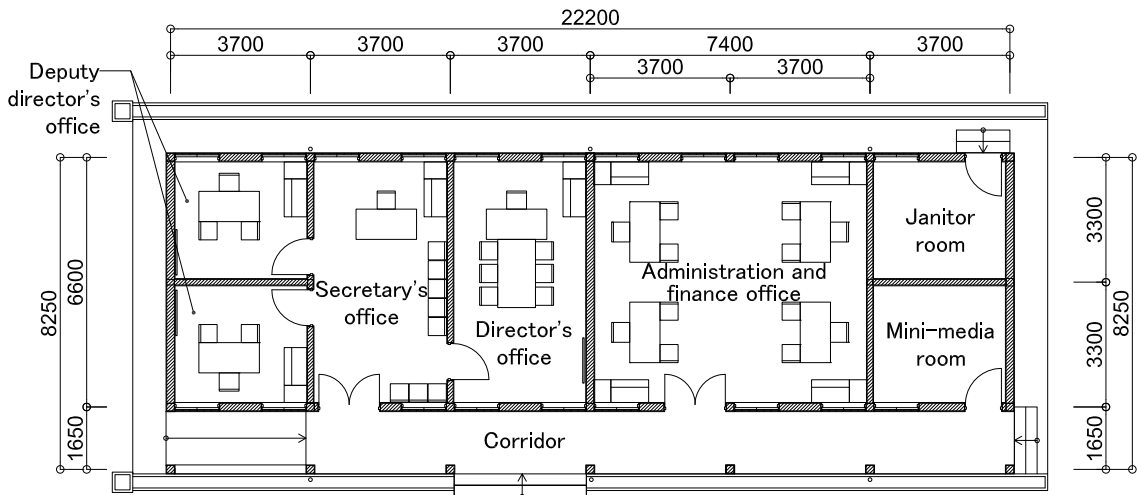 22200
3700
3700
3700
7400
3700
3700
3700
Deputy
director's
office
8250
6600
1650
Secretary's
office
Director's
office
Administration and
finance office
Janitor
room
Mini-media
room
Corridor
3300
3300
1650
8250